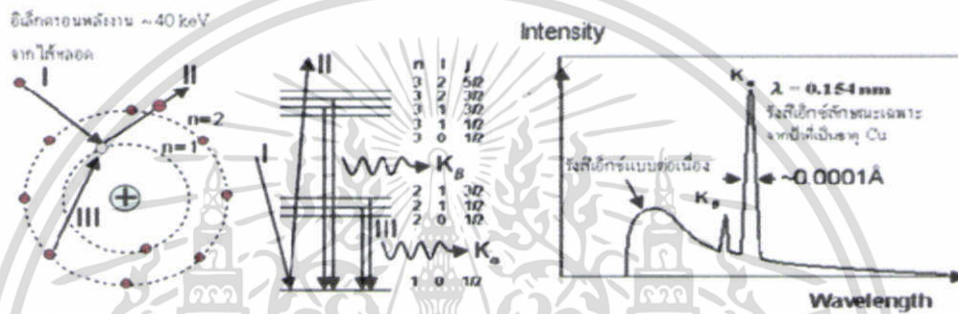 อิเล็กตรอนพลังงาน ~40 keV
จากไส้หลอด
I
II
n=2
n=1
III
II
I
n l j
3 2 5/2
3 2 3/2
3 1 3/2
3 1 1/2
3 0 1/2
Kβ
2 1 3/2
2 1 1/2
2 0 1/2
III
Kα
1 0 1/2
Intensity
Kα
λ = 0.154 nm
รังสีเอ็กซ์ลักษณะเฉพาะ
จากเป้าที่เป็นธาตุ Cu
รังสีเอ็กซ์แบบต่อเนื่อง
~0.0001Å
Kβ
Wavelength